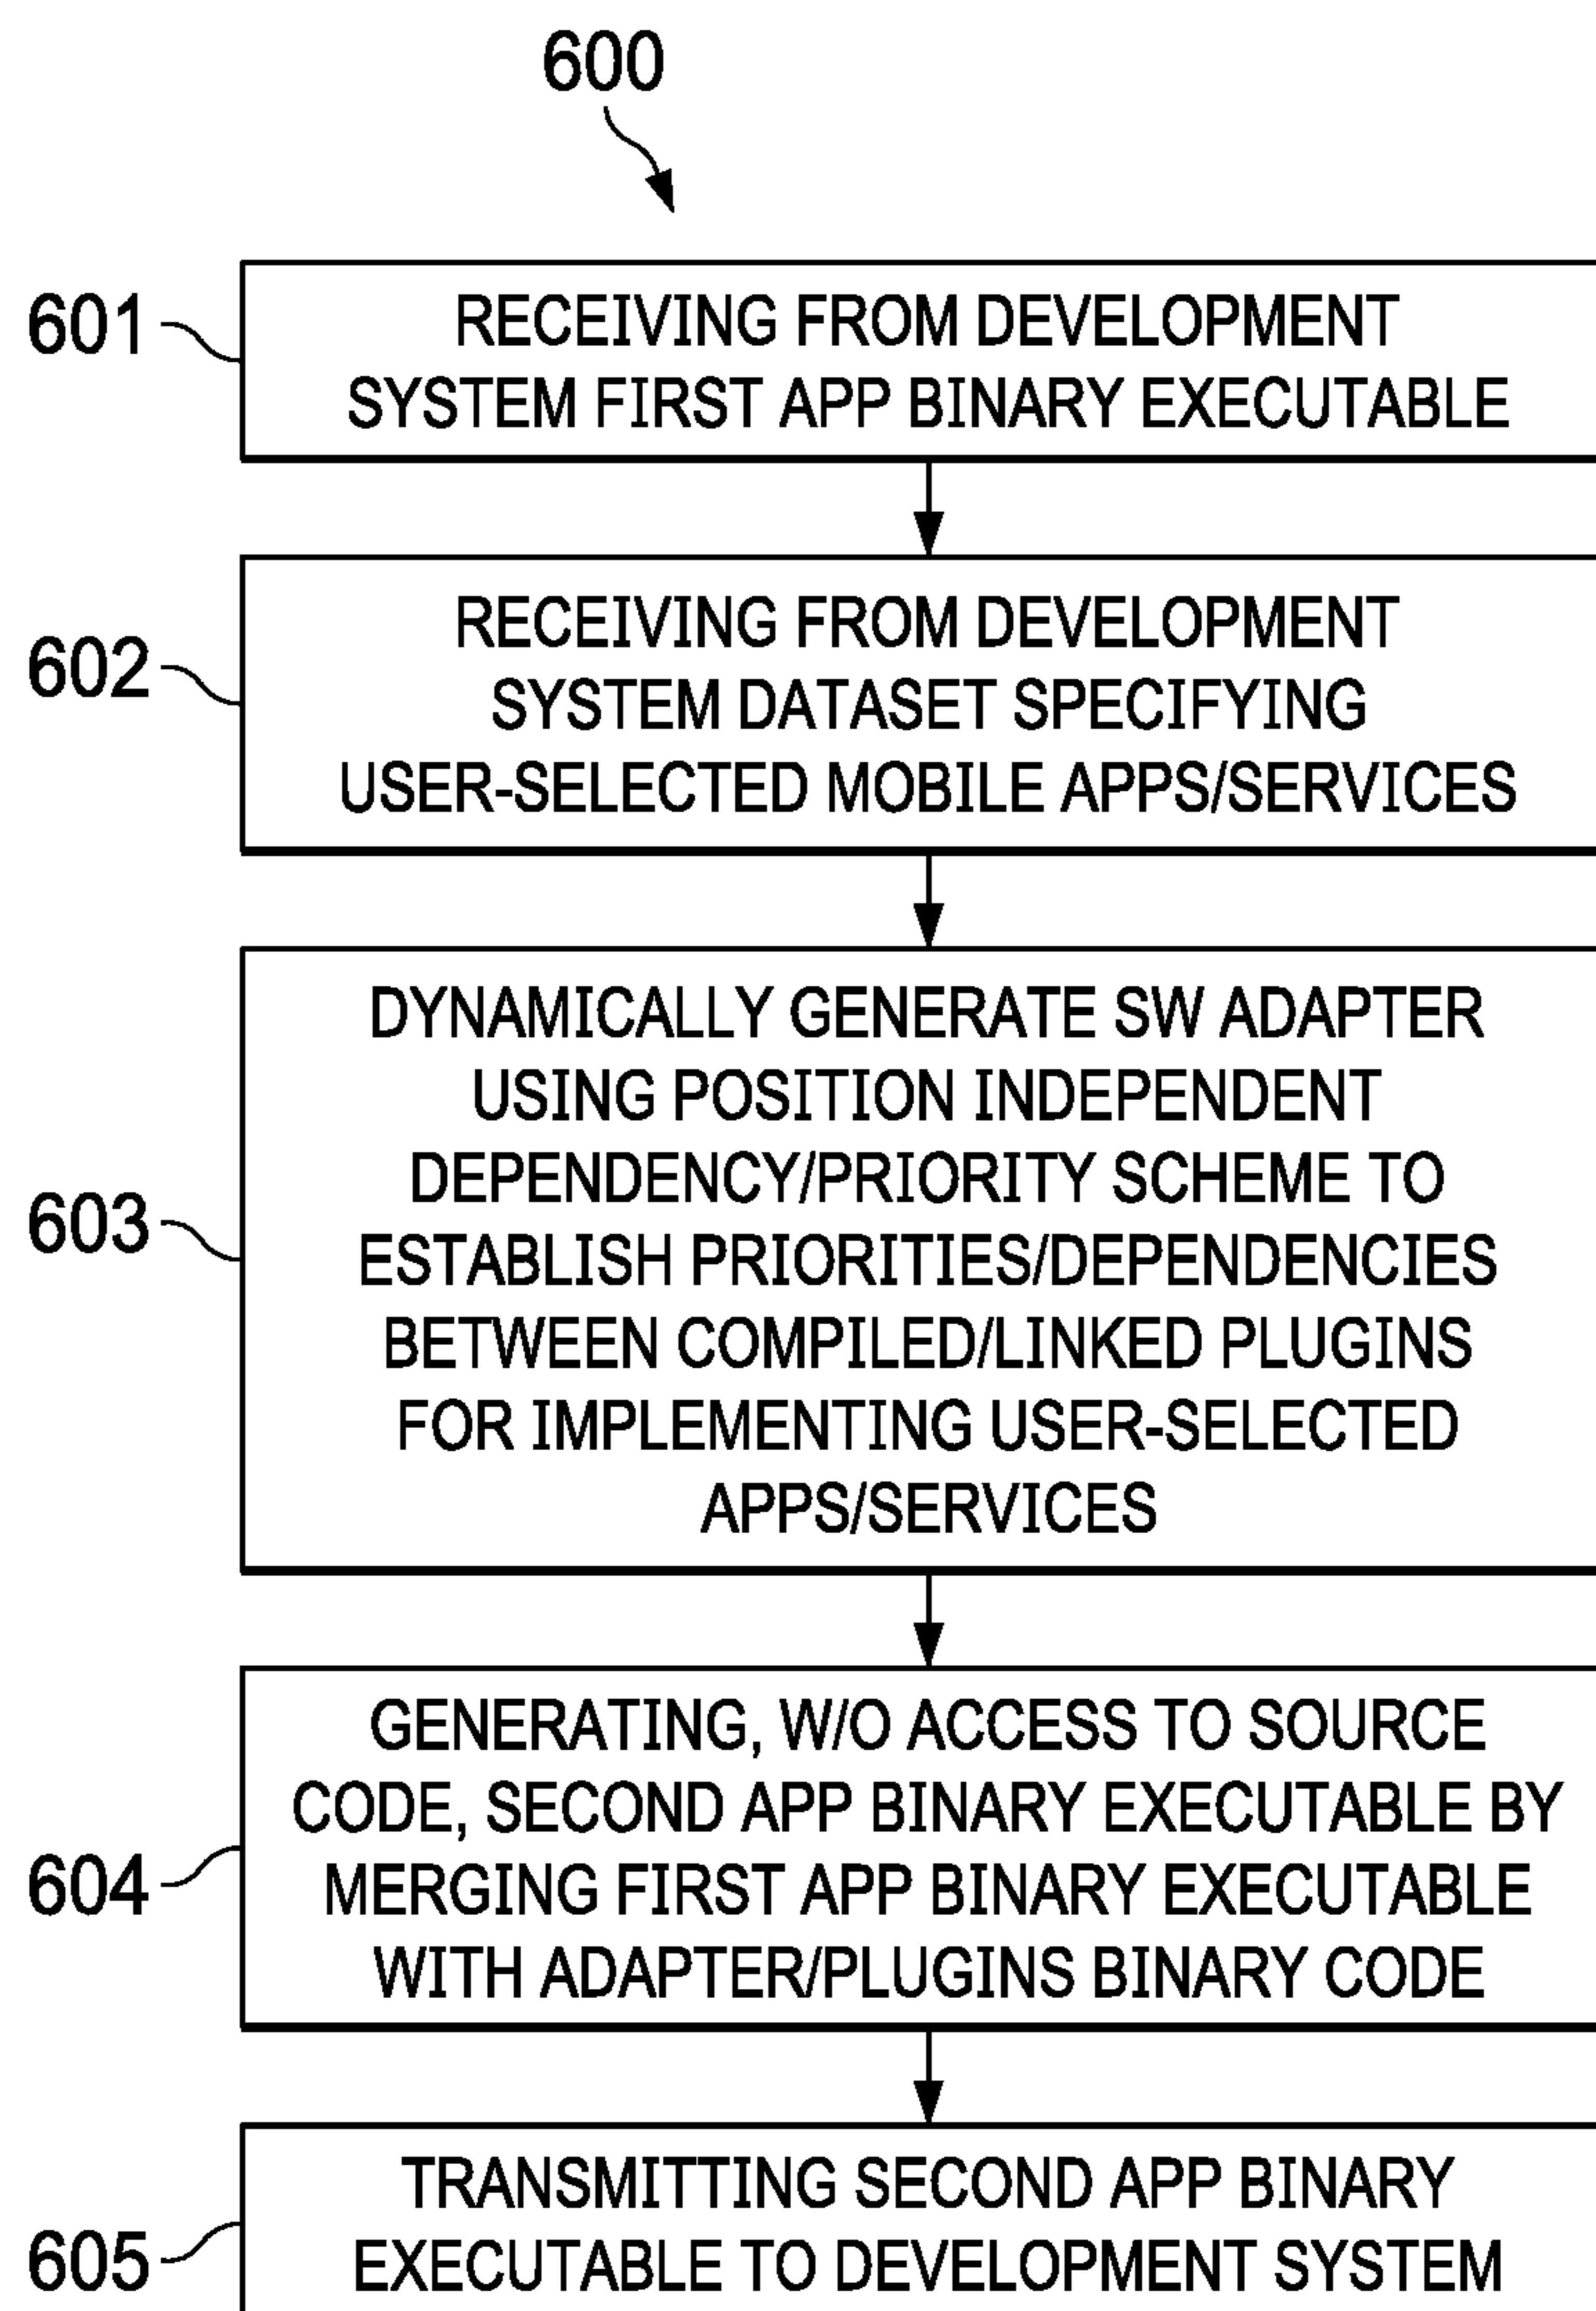 600
601
RECEIVING FROM DEVELOPMENT
SYSTEM FIRST APP BINARY EXECUTABLE
602
RECEIVING FROM DEVELOPMENT
SYSTEM DATASET SPECIFYING
USER-SELECTED MOBILE APPS/SERVICES
603
DYNAMICALLY GENERATE SW ADAPTER
USING POSITION INDEPENDENT
DEPENDENCY/PRIORITY SCHEME TO
ESTABLISH PRIORITIES/DEPENDENCIES
BETWEEN COMPILED/LINKED PLUGINS
FOR IMPLEMENTING USER-SELECTED
APPS/SERVICES
604
GENERATING, W/O ACCESS TO SOURCE
CODE, SECOND APP BINARY EXECUTABLE BY
MERGING FIRST APP BINARY EXECUTABLE
WITH ADAPTER/PLUGINS BINARY CODE
605
TRANSMITTING SECOND APP BINARY
EXECUTABLE TO DEVELOPMENT SYSTEM